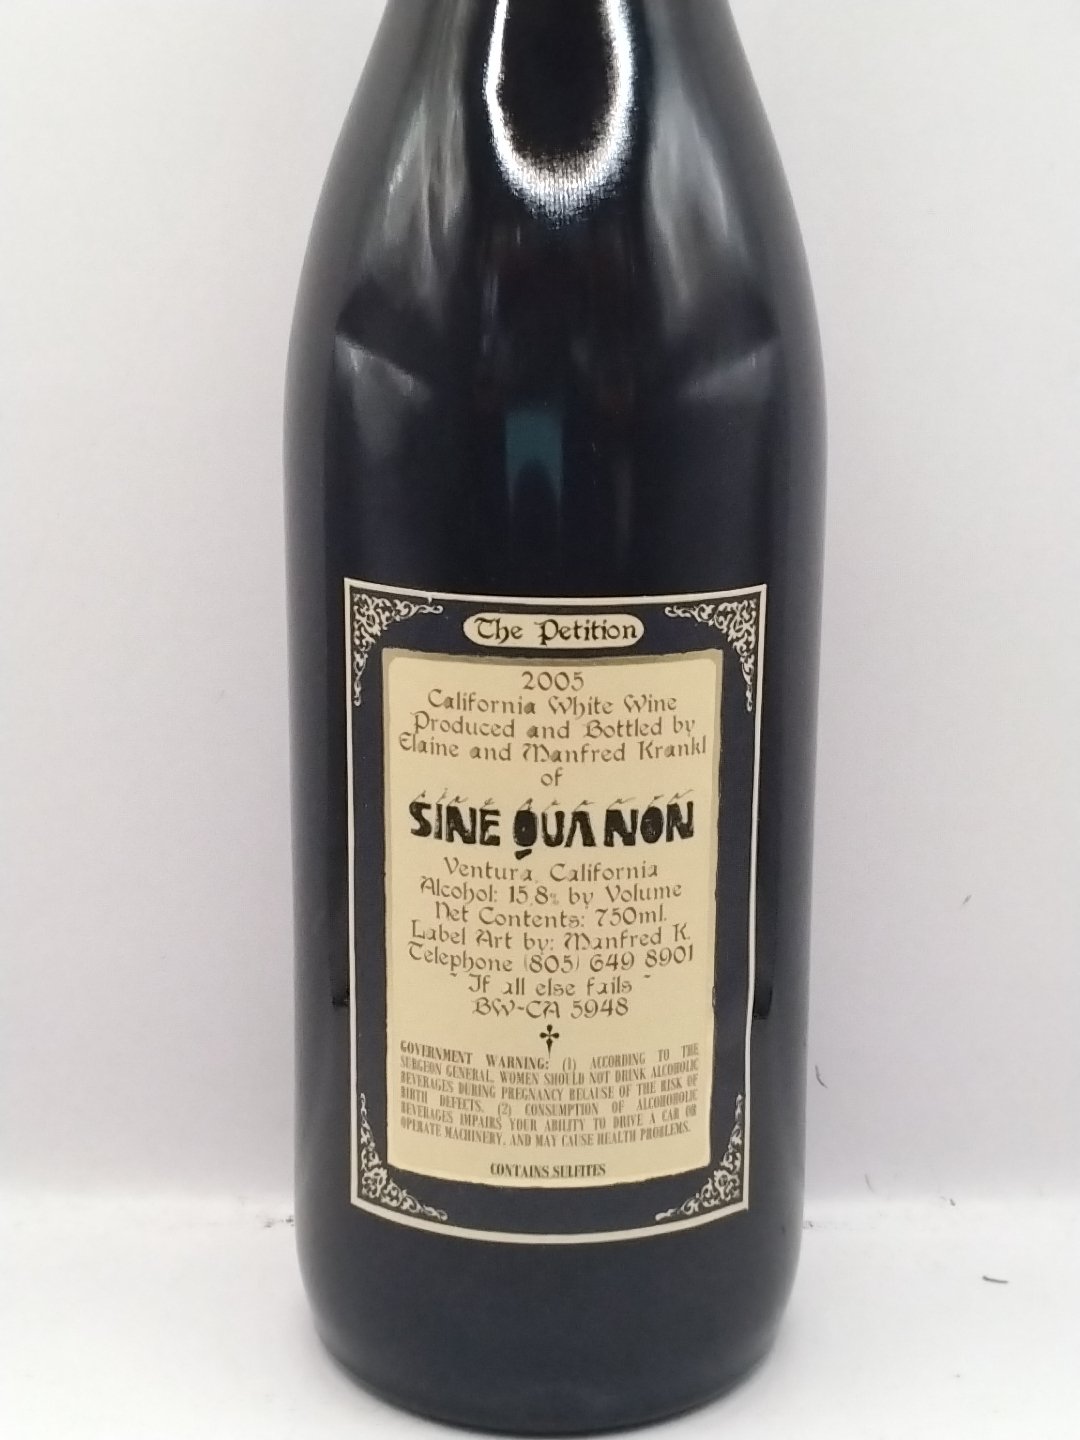 The Petition
2005
California White Wine
Produced and Bottled by
Elaine and Manfred Krankl
of
SINE QUA NON
Ventura, California
Alcohol: 15.8% by Volume
Net Contents: 750ml.
Label Art by: Manfred K.
Telephone (805) 649 8901
~ If all else fails ~
BW-CA 5948
GOVERNMENT WARNING: (1) ACCORDING TO THE
SURGEON GENERAL, WOMEN SHOULD NOT DRINK ALCOHOLIC
BEVERAGES DURING PREGNANCY BECAUSE OF THE RISK OF
BIRTH DEFECTS. (2) CONSUMPTION OF ALCOHOHOLIC
BEVERAGES IMPAIRS YOUR ABILITY TO DRIVE A CAR OR
OPERATE MACHINERY, AND MAY CAUSE HEALTH PROBLEMS.
CONTAINS SULFITES